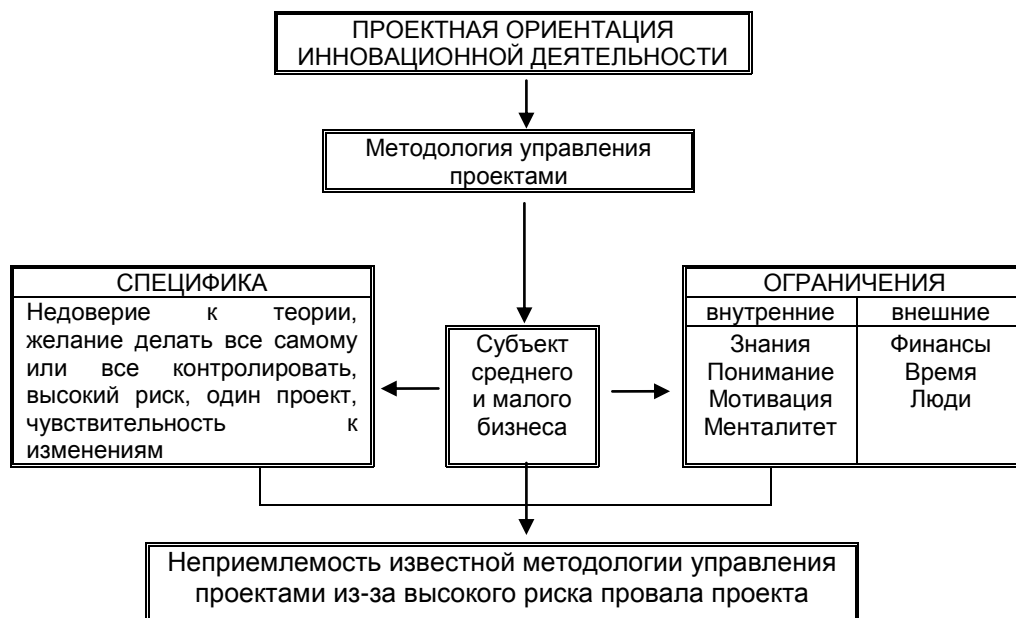 ПРОЕКТНАЯ ОРИЕНТАЦИЯ
ИННОВАЦИОННОЙ ДЕЯТЕЛЬНОСТИ
Методология управления
проектами
СПЕЦИФИКА
Недоверие к теории,
желание делать все самому
или все контролировать,
высокий риск, один проект,
чувствительность к
изменениям
Субъект
среднего
и малого
бизнеса
ОГРАНИЧЕНИЯ
внутренние
Знания
Понимание
Мотивация
Менталитет
внешние
Финансы
Время
Люди
Неприемлемость известной методологии управления
проектами из-за высокого риска провала проекта